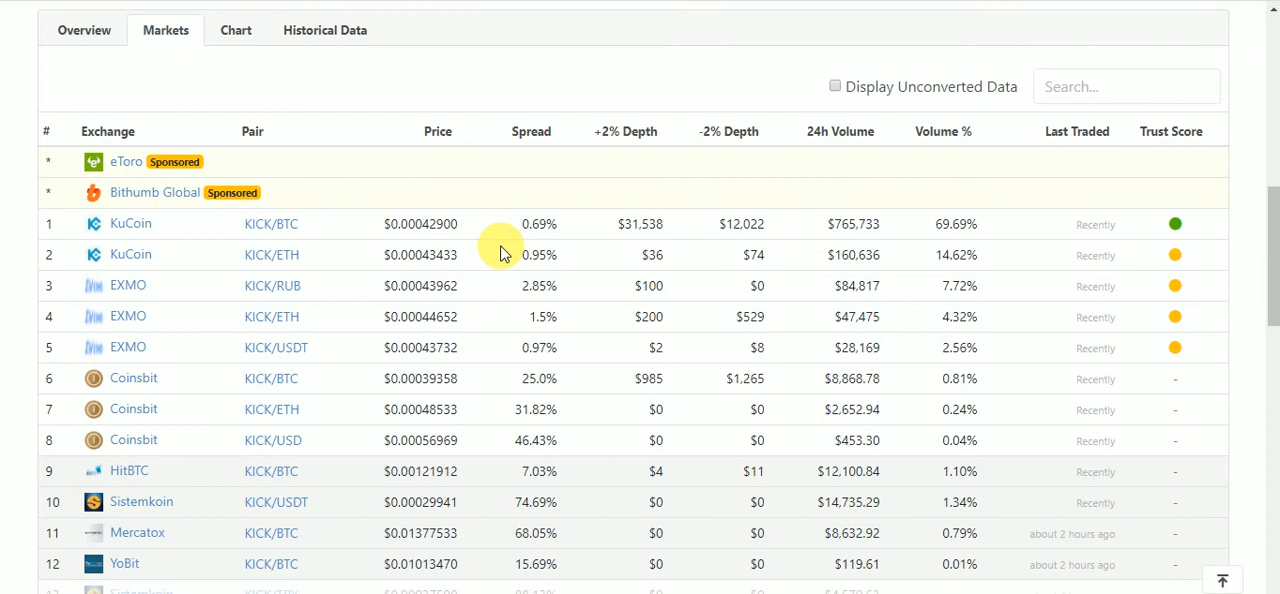 Overview Markets Chart Historical Data
Display Unconverted Data Search...
# Exchange Pair Price Spread +2% Depth -2% Depth 24h Volume Volume % Last Traded Trust Score
* eToro Sponsored
* Bithumb Global Sponsored
1 KuCoin KICK/BTC $0.00042900 0.69% $31,538 $12,022 $765,733 69.69% Recently
2 KuCoin KICK/ETH $0.00043433 0.95% $36 $74 $160,636 14.62% Recently
3 EXMO KICK/RUB $0.00043962 2.85% $100 $0 $84,817 7.72% Recently
4 EXMO KICK/ETH $0.00044652 1.5% $200 $529 $47,475 4.32% Recently
5 EXMO KICK/USDT $0.00043732 0.97% $2 $8 $28,169 2.56% Recently
6 Coinsbit KICK/BTC $0.00039358 25.0% $985 $1,265 $8,868.78 0.81% Recently -
7 Coinsbit KICK/ETH $0.00048533 31.82% $0 $0 $2,652.94 0.24% Recently -
8 Coinsbit KICK/USD $0.00056969 46.43% $0 $0 $453.30 0.04% Recently -
9 HitBTC KICK/BTC $0.00121912 7.03% $4 $11 $12,100.84 1.10% Recently -
10 Sistemkoin KICK/USDT $0.00029941 74.69% $0 $0 $14,735.29 1.34% Recently -
11 Mercatox KICK/BTC $0.01377533 68.05% $0 $0 $8,632.92 0.79% about 2 hours ago -
12 YoBit KICK/BTC $0.01013470 15.69% $0 $0 $119.61 0.01% about 2 hours ago -